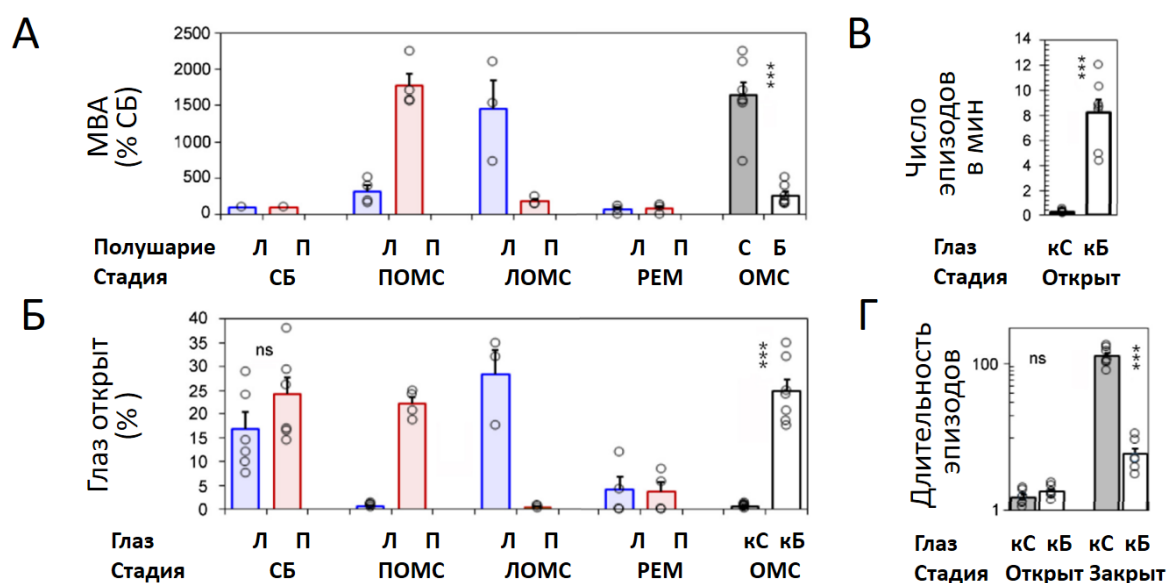 А
МВА
(% СБ)
2500
2000
1500
1000
500
0
***
Полушарие Л П Л П Л П Л П С Б
Стадия СБ ПОМС ЛОМС РЕМ ОМС
Б
Глаз открыт
(% )
40
35
30
25
20
15
10
5
0
ns
***
Глаз Л П Л П Л П Л П кС кБ
Стадия СБ ПОМС ЛОМС РЕМ ОМС
В
Число
эпизодов
в мин
14
12
10
8
6
4
2
0
***
Глаз кС кБ
Стадия Открыт
Г
Длительность
эпизодов
100
1
ns
***
Глаз кС кБ кС кБ
Стадия Открыт Закрыт